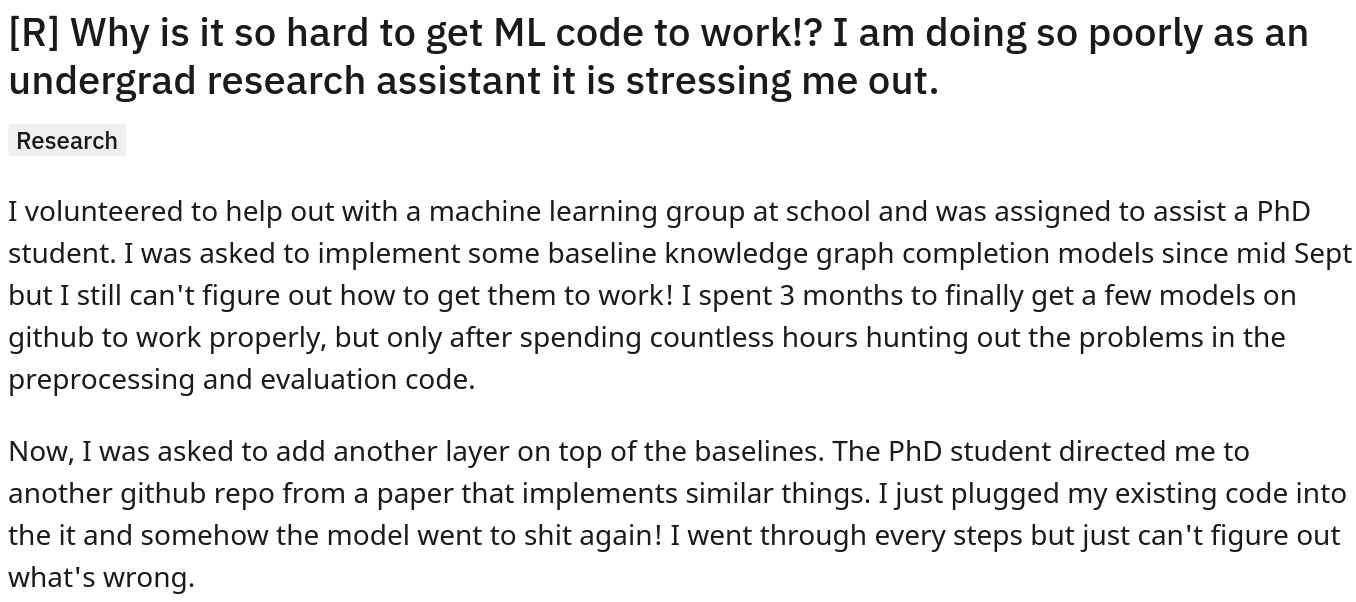 [R] Why is it so hard to get ML code to work!? I am doing so poorly as an
undergrad research assistant it is stressing me out.
Research
I volunteered to help out with a machine learning group at school and was assigned to assist a PhD
student. I was asked to implement some baseline knowledge graph completion models since mid Sept
but I still can't figure out how to get them to work! I spent 3 months to finally get a few models on
github to work properly, but only after spending countless hours hunting out the problems in the
preprocessing and evaluation code.
Now, I was asked to add another layer on top of the baselines. The PhD student directed me to
another github repo from a paper that implements similar things. I just plugged my existing code into
the it and somehow the model went to shit again! I went through every steps but just can't figure out
what's wrong.